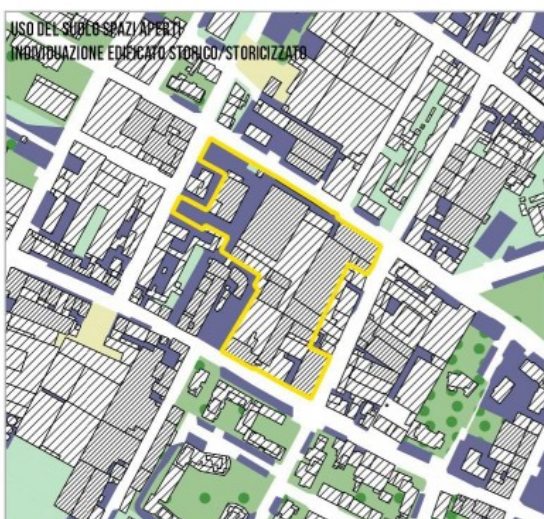 USO DEL SUOLO SPAZI APERTI/
INDIVIDUAZIONE EDIFICATO STORICO/STORICIZZATO